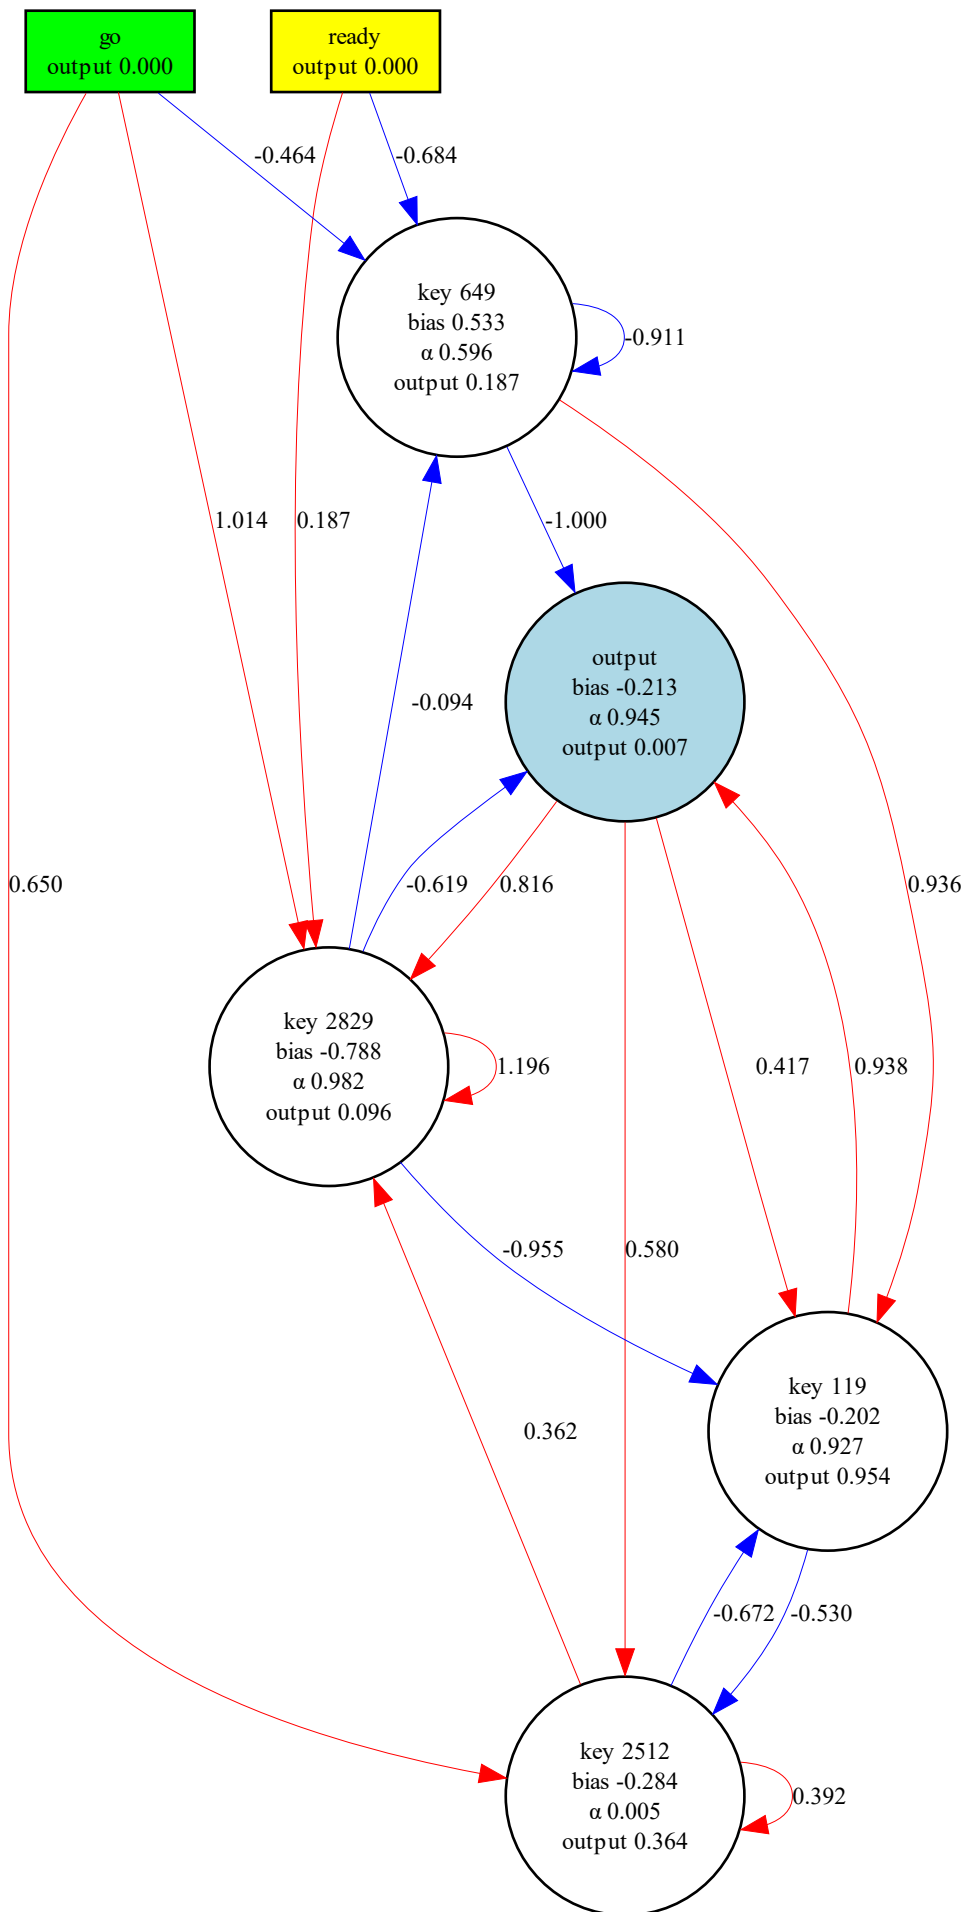 go
output 0.000
ready
output 0.000
-0.464
-0.684
key 649
bias 0.533
α 0.596
output 0.187
-0.911
1.014
0.187
-1.000
output
bias -0.213
α 0.945
output 0.007
-0.094
0.650
-0.619
0.816
0.936
key 2829
bias -0.788
α 0.982
output 0.096
1.196
0.417
0.938
-0.955
0.580
key 119
bias -0.202
α 0.927
output 0.954
0.362
-0.672
-0.530
key 2512
bias -0.284
α 0.005
output 0.364
0.392